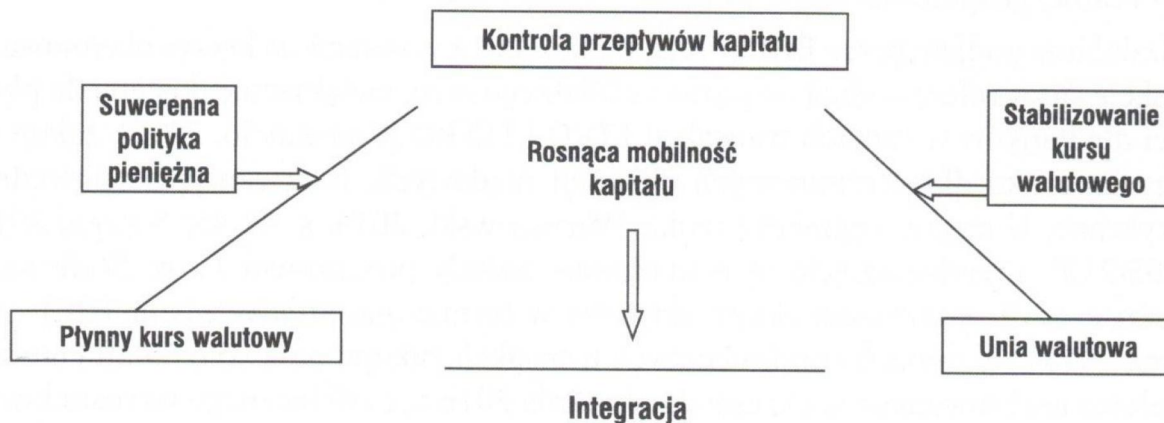 Kontrola przepływów kapitału
Suwerenna
polityka
pieniężna
Rosnąca mobilność
kapitału
Stabilizowanie
kursu
walutowego
Płynny kurs walutowy
Unia walutowa
Integracja